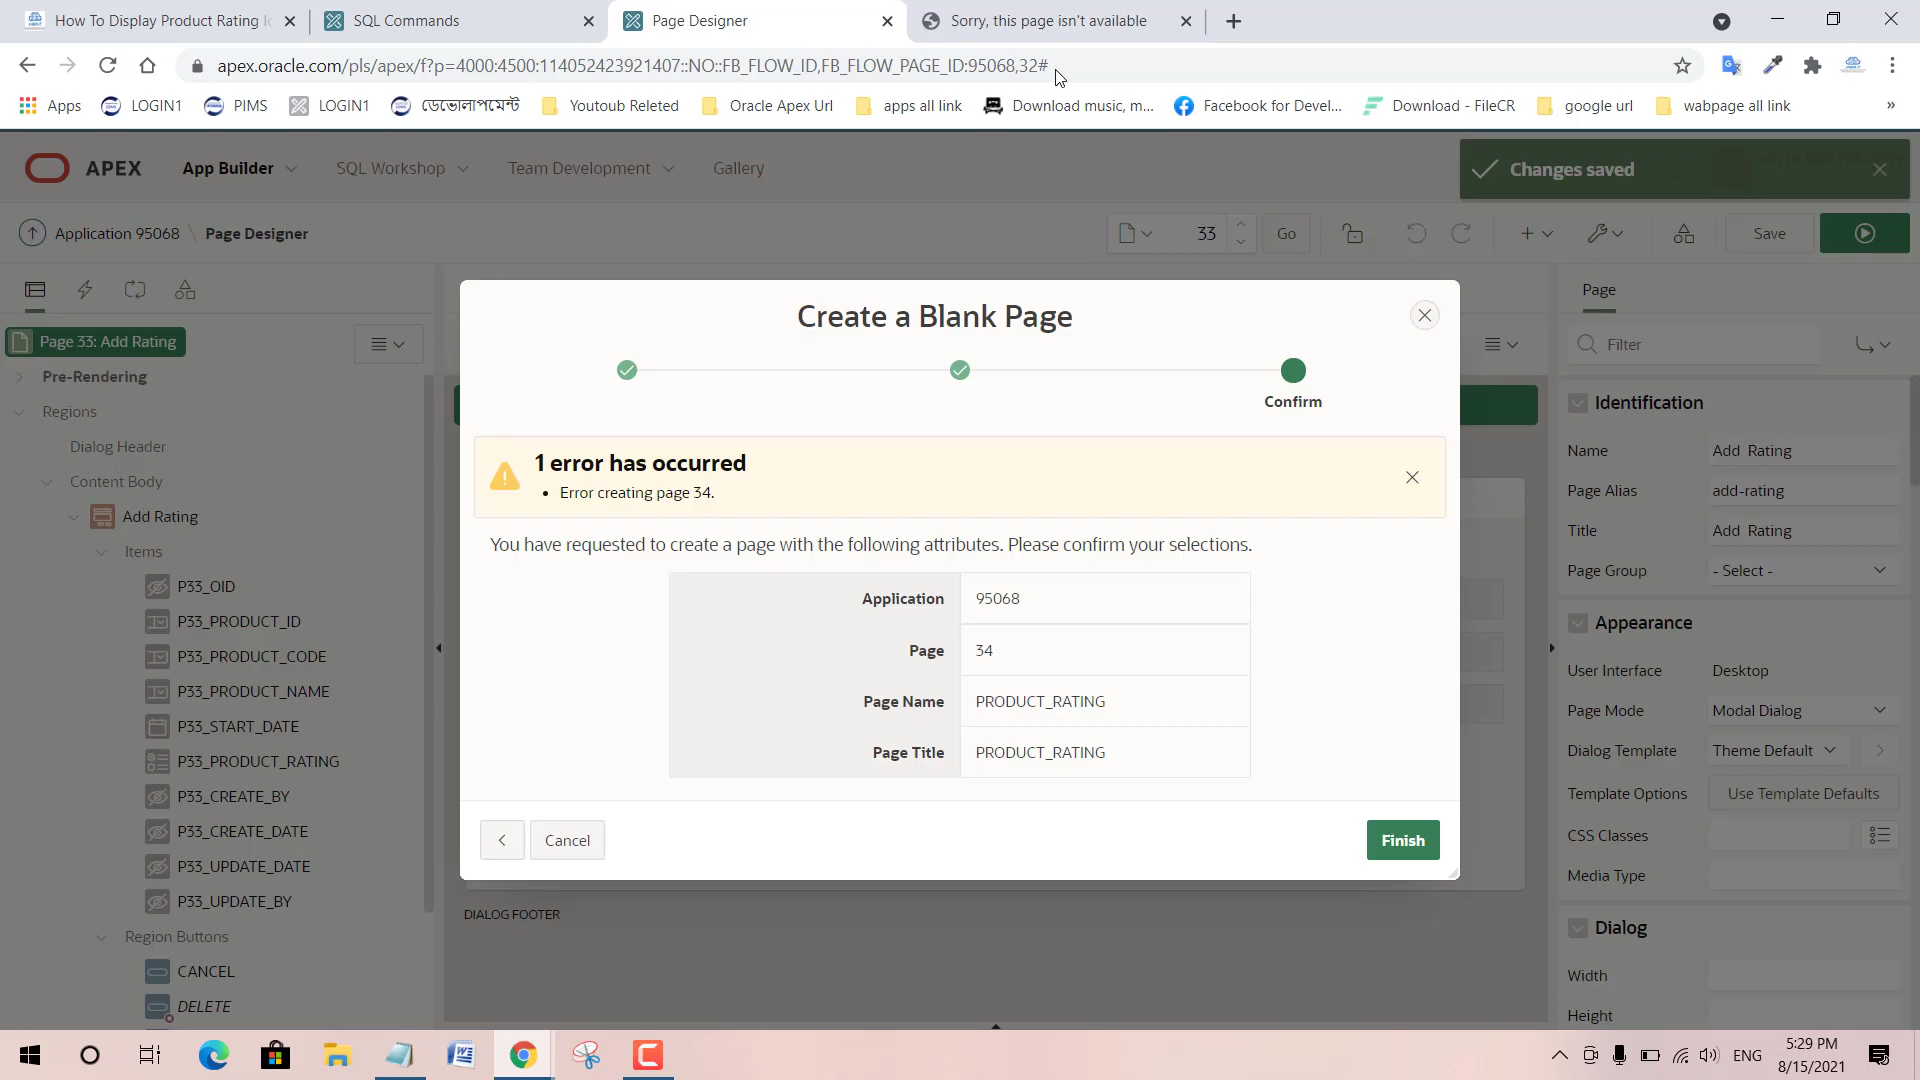 How To Display Product Rating Ic
SQL Commands
Page Designer
Sorry, this page isn't available
apex.oracle.com/pls/apex/f?p=4000:4500:114052423921407::NO::FB_FLOW_ID,FB_FLOW_PAGE_ID:95068,32#
Apps LOGIN1 PIMS LOGIN1 ডেভোলাপমেন্ট Youtoub Releted Oracle Apex Url apps all link Download music, m... Facebook for Devel... Download - FileCR google url webpage all link »
APEX App Builder SQL Workshop Team Development Gallery
Changes saved
Application 95068 \ Page Designer
33 Go Save
Page 33: Add Rating
Pre-Rendering
Regions
Dialog Header
Content Body
Add Rating
Items
P33_OID
P33_PRODUCT_ID
P33_PRODUCT_CODE
P33_PRODUCT_NAME
P33_START_DATE
P33_PRODUCT_RATING
P33_CREATE_BY
P33_CREATE_DATE
P33_UPDATE_DATE
P33_UPDATE_BY
Region Buttons
CANCEL
DELETE
Create a Blank Page
Confirm
1 error has occurred
• Error creating page 34.
You have requested to create a page with the following attributes. Please confirm your selections.
Application 95068
Page 34
Page Name PRODUCT_RATING
Page Title PRODUCT_RATING
Cancel
Finish
DIALOG FOOTER
Page
Filter
Identification
Name Add Rating
Page Alias add-rating
Title Add Rating
Page Group - Select -
Appearance
User Interface Desktop
Page Mode Modal Dialog
Dialog Template Theme Default
Template Options Use Template Defaults
CSS Classes
Media Type
Dialog
Width
Height
ENG
5:29 PM
8/15/2021